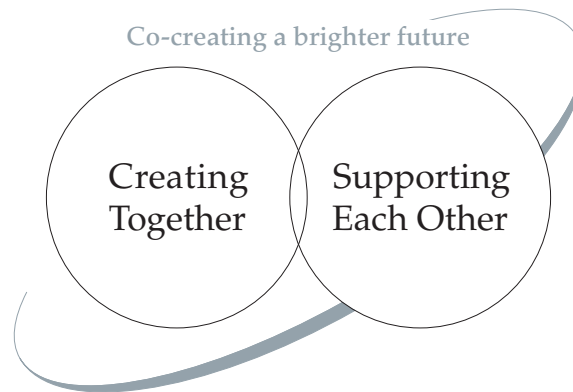 Co-creating a brighter future
Creating
Together
Supporting
Each Other